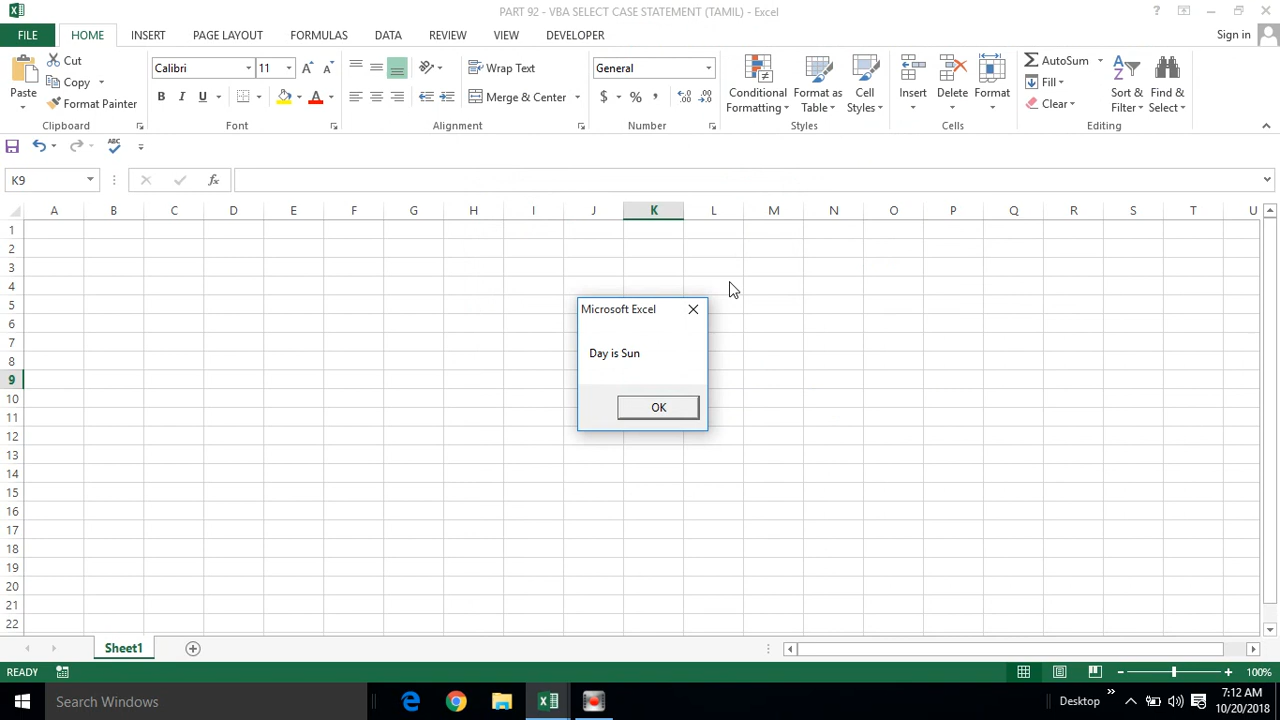 PART 92 - VBA SELECT CASE STATEMENT (TAMIL) - Excel
FILE HOME INSERT PAGE LAYOUT FORMULAS DATA REVIEW VIEW DEVELOPER Sign in
Paste
Cut
Copy
Format Painter
Calibri 11
B I U A
Wrap Text
Merge & Center
General
$ % ,
Conditional Formatting
Format as Table
Cell Styles
Insert
Delete
Format
AutoSum
Fill
Clear
Sort & Filter
Find & Select
Clipboard Font Alignment Number Styles Cells Editing
K9 fx
A B C D E F G H I J K L M N O P Q R S T U
1
2
3
4
5
6
7
8
9
10
11
12
13
14
15
16
17
18
19
20
21
22
Microsoft Excel
Day is Sun
OK
Sheet1
READY 100%
Search Windows
Desktop
7:12 AM
10/20/2018